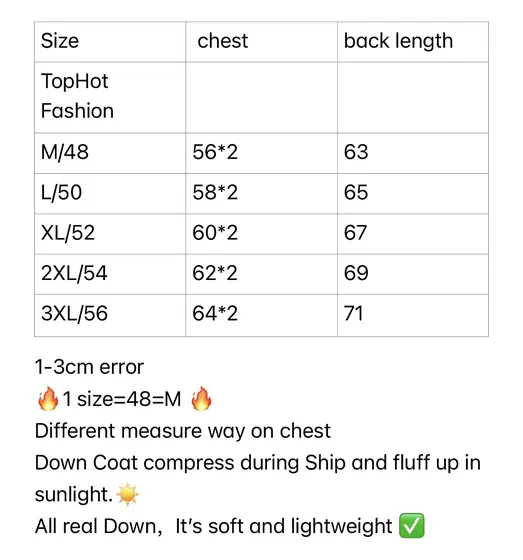 Size chest back length
TopHot
Fashion
M/48 56*2 63
L/50 58*2 65
XL/52 60*2 67
2XL/54 62*2 69
3XL/56 64*2 71
1-3cm error
🔥1 size=48=M 🔥
Different measure way on chest
Down Coat compress during Ship and fluff up in
sunlight.☀️
All real Down,  It's soft and lightweight ✅